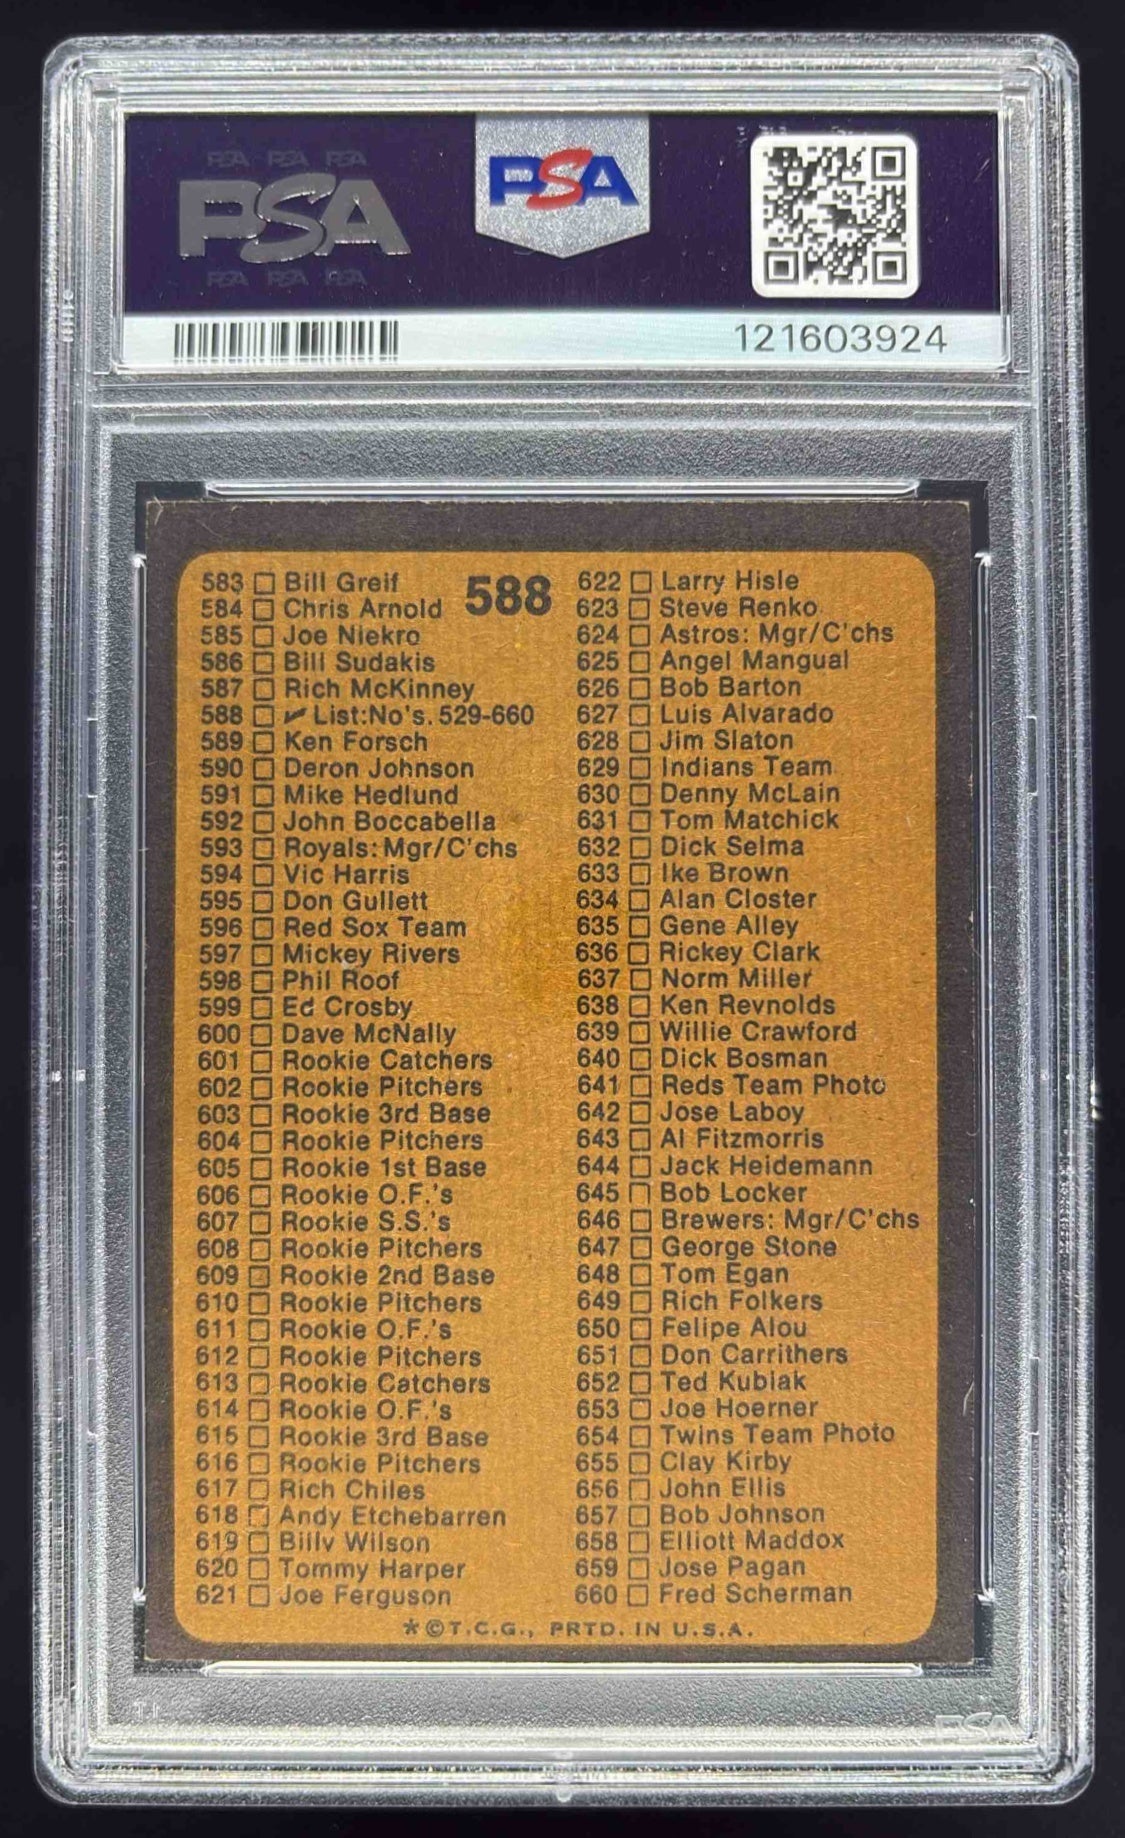 PSA PSA PSA
PSA
PSA PSA PSA
PSA
121603924
588
583 Bill Greif
584 Chris Arnold
585 Joe Niekro
586 Bill Sudakis
587 Rich McKinney
588 List:No's. 529-660
589 Ken Forsch
590 Deron Johnson
591 Mike Hedlund
592 John Boccabella
593 Royals: Mgr/C'chs
594 Vic Harris
595 Don Gullett
596 Red Sox Team
597 Mickey Rivers
598 Phil Roof
599 Ed Crosby
600 Dave McNally
601 Rookie Catchers
602 Rookie Pitchers
603 Rookie 3rd Base
604 Rookie Pitchers
605 Rookie 1st Base
606 Rookie O.F.'s
607 Rookie S.S.'s
608 Rookie Pitchers
609 Rookie 2nd Base
610 Rookie Pitchers
611 Rookie O.F.'s
612 Rookie Pitchers
613 Rookie Catchers
614 Rookie O.F.'s
615 Rookie 3rd Base
616 Rookie Pitchers
617 Rich Chiles
618 Andy Etchebarren
619 Billy Wilson
620 Tommy Harper
621 Joe Ferguson
622 Larry Hisle
623 Steve Renko
624 Astros: Mgr/C'chs
625 Angel Mangual
626 Bob Barton
627 Luis Alvarado
628 Jim Slaton
629 Indians Team
630 Denny McLain
631 Tom Matchick
632 Dick Selma
633 Ike Brown
634 Alan Closter
635 Gene Alley
636 Rickey Clark
637 Norm Miller
638 Ken Reynolds
639 Willie Crawford
640 Dick Bosman
641 Reds Team Photo
642 Jose Laboy
643 Al Fitzmorris
644 Jack Heidemann
645 Bob Locker
646 Brewers: Mgr/C'chs
647 George Stone
648 Tom Egan
649 Rich Folkers
650 Felipe Alou
651 Don Carrithers
652 Ted Kubiak
653 Joe Hoerner
654 Twins Team Photo
655 Clay Kirby
656 John Ellis
657 Bob Johnson
658 Elliott Maddox
659 Jose Pagan
660 Fred Scherman
*©T.C.G., PRTD. IN U.S.A.
PSA